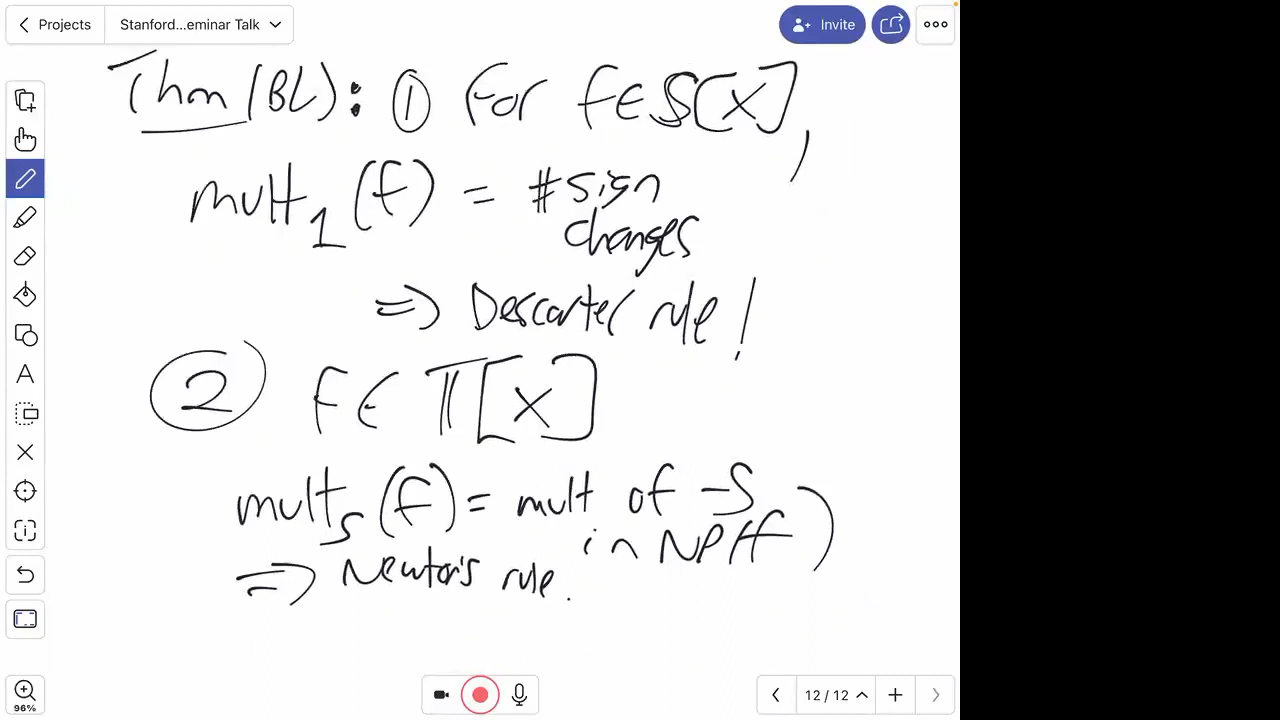 Projects
Stanford...eminar Talk
Invite
Thm (BL): ① For f ∈ S[x],
mult₁ (f) = # sign
changes
⇒ Descartes rule!
② f ∈ 𝕋[x]
mult_s (f) = mult of -s
in NP(f)
⇒ Newton's rule.
A
96%
12 / 12